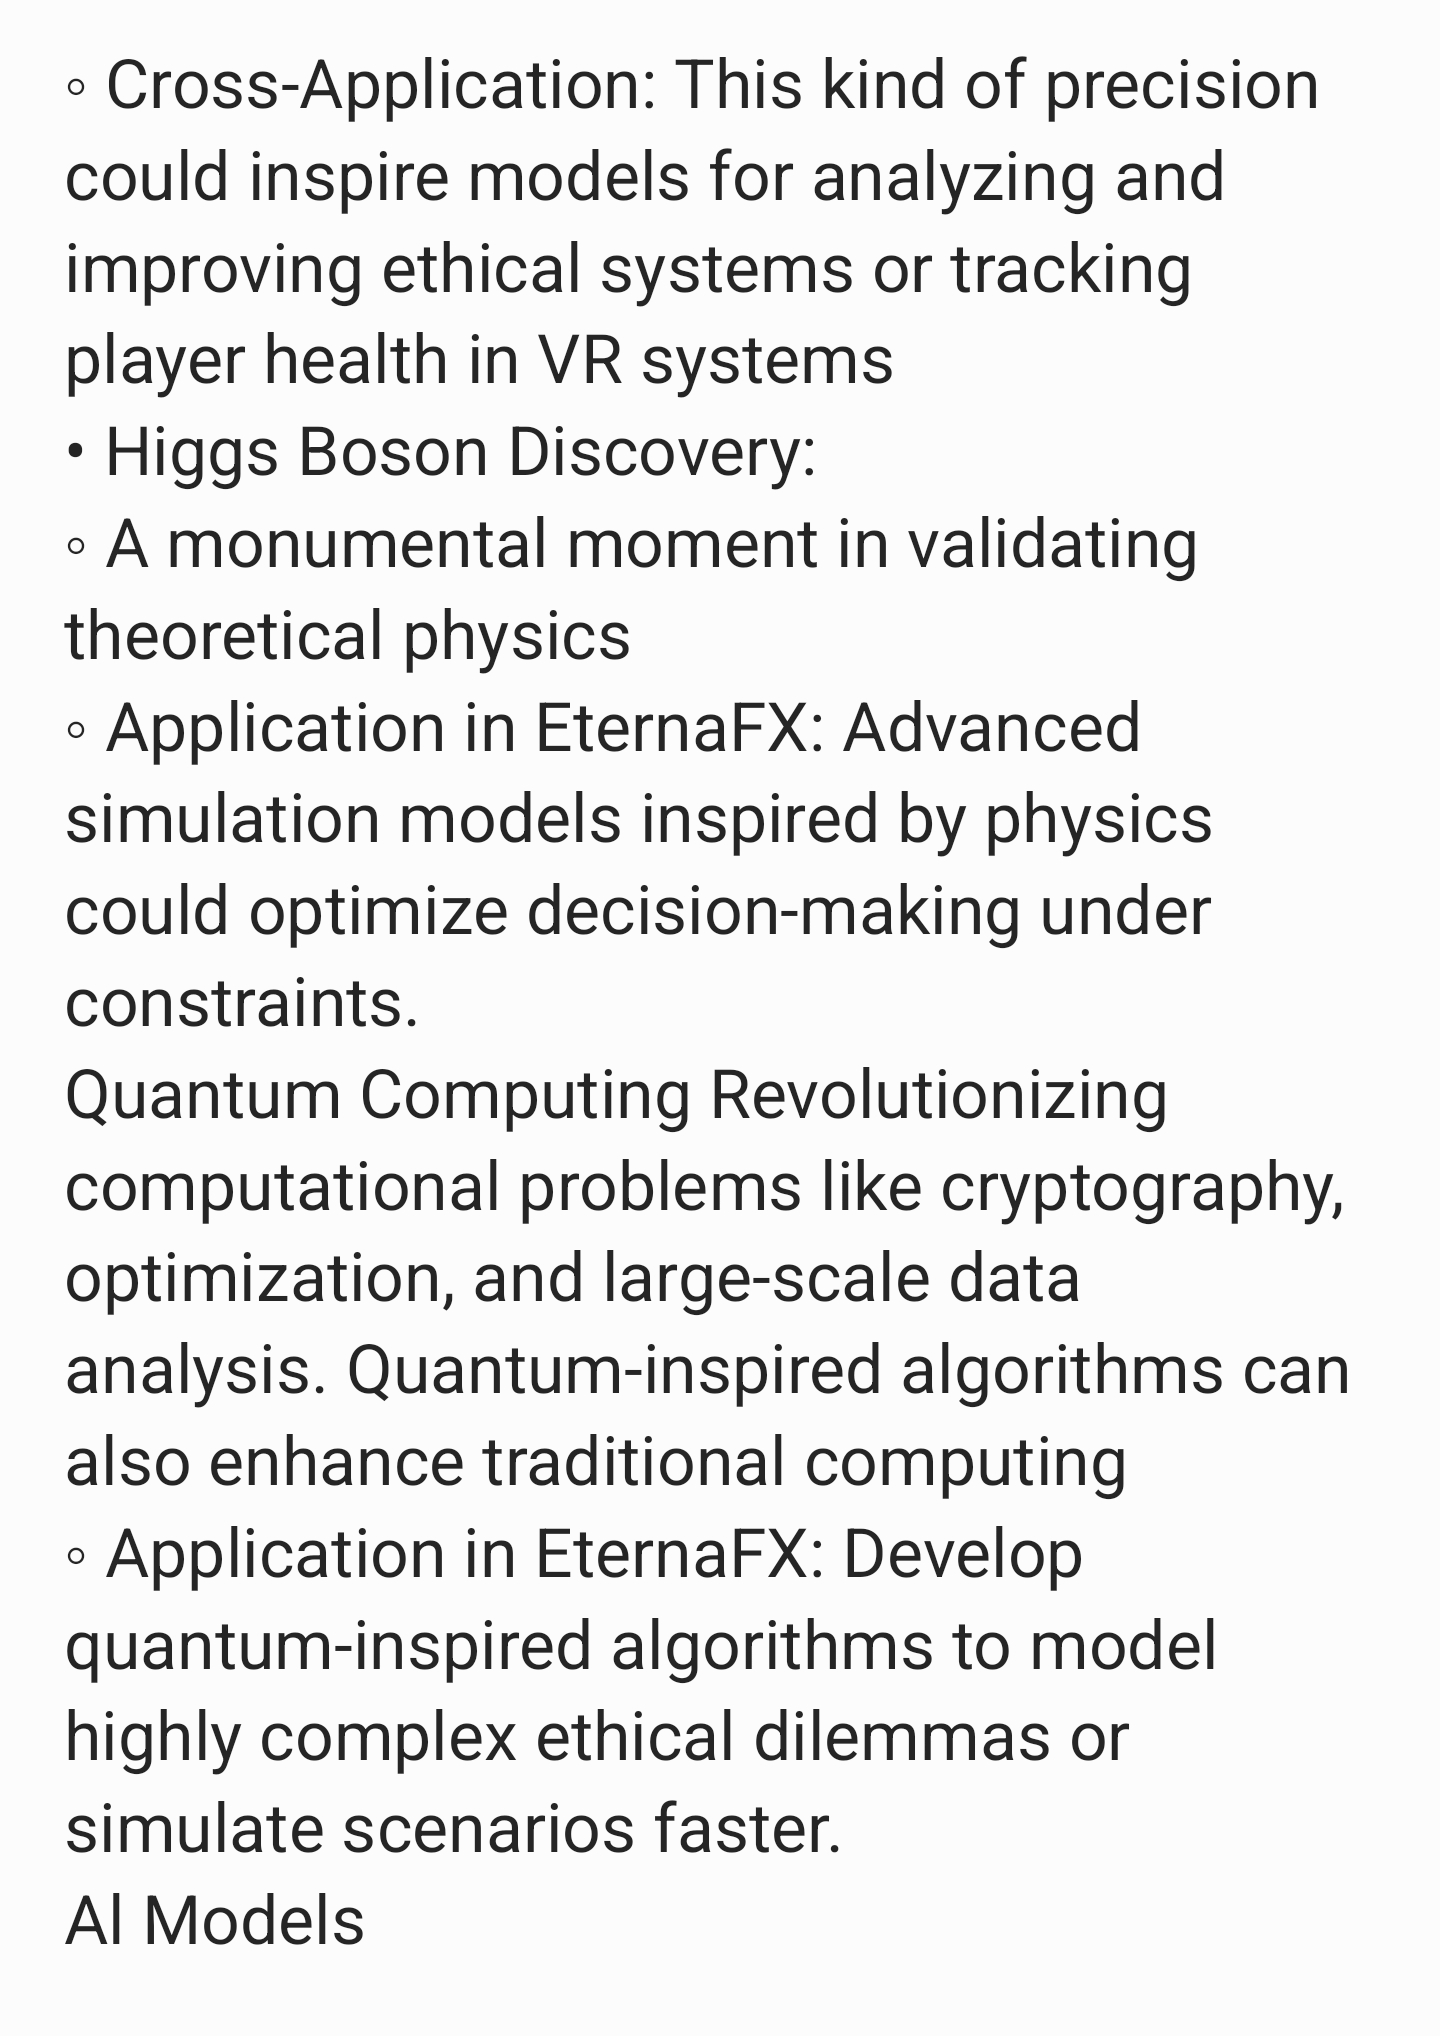 ◦ Cross-Application: This kind of precision
could inspire models for analyzing and
improving ethical systems or tracking
player health in VR systems
• Higgs Boson Discovery:
◦ A monumental moment in validating
theoretical physics
◦ Application in EternaFX: Advanced
simulation models inspired by physics
could optimize decision-making under
constraints.
Quantum Computing Revolutionizing
computational problems like cryptography,
optimization, and large-scale data
analysis. Quantum-inspired algorithms can
also enhance traditional computing
◦ Application in EternaFX: Develop
quantum-inspired algorithms to model
highly complex ethical dilemmas or
simulate scenarios faster.
Al Models